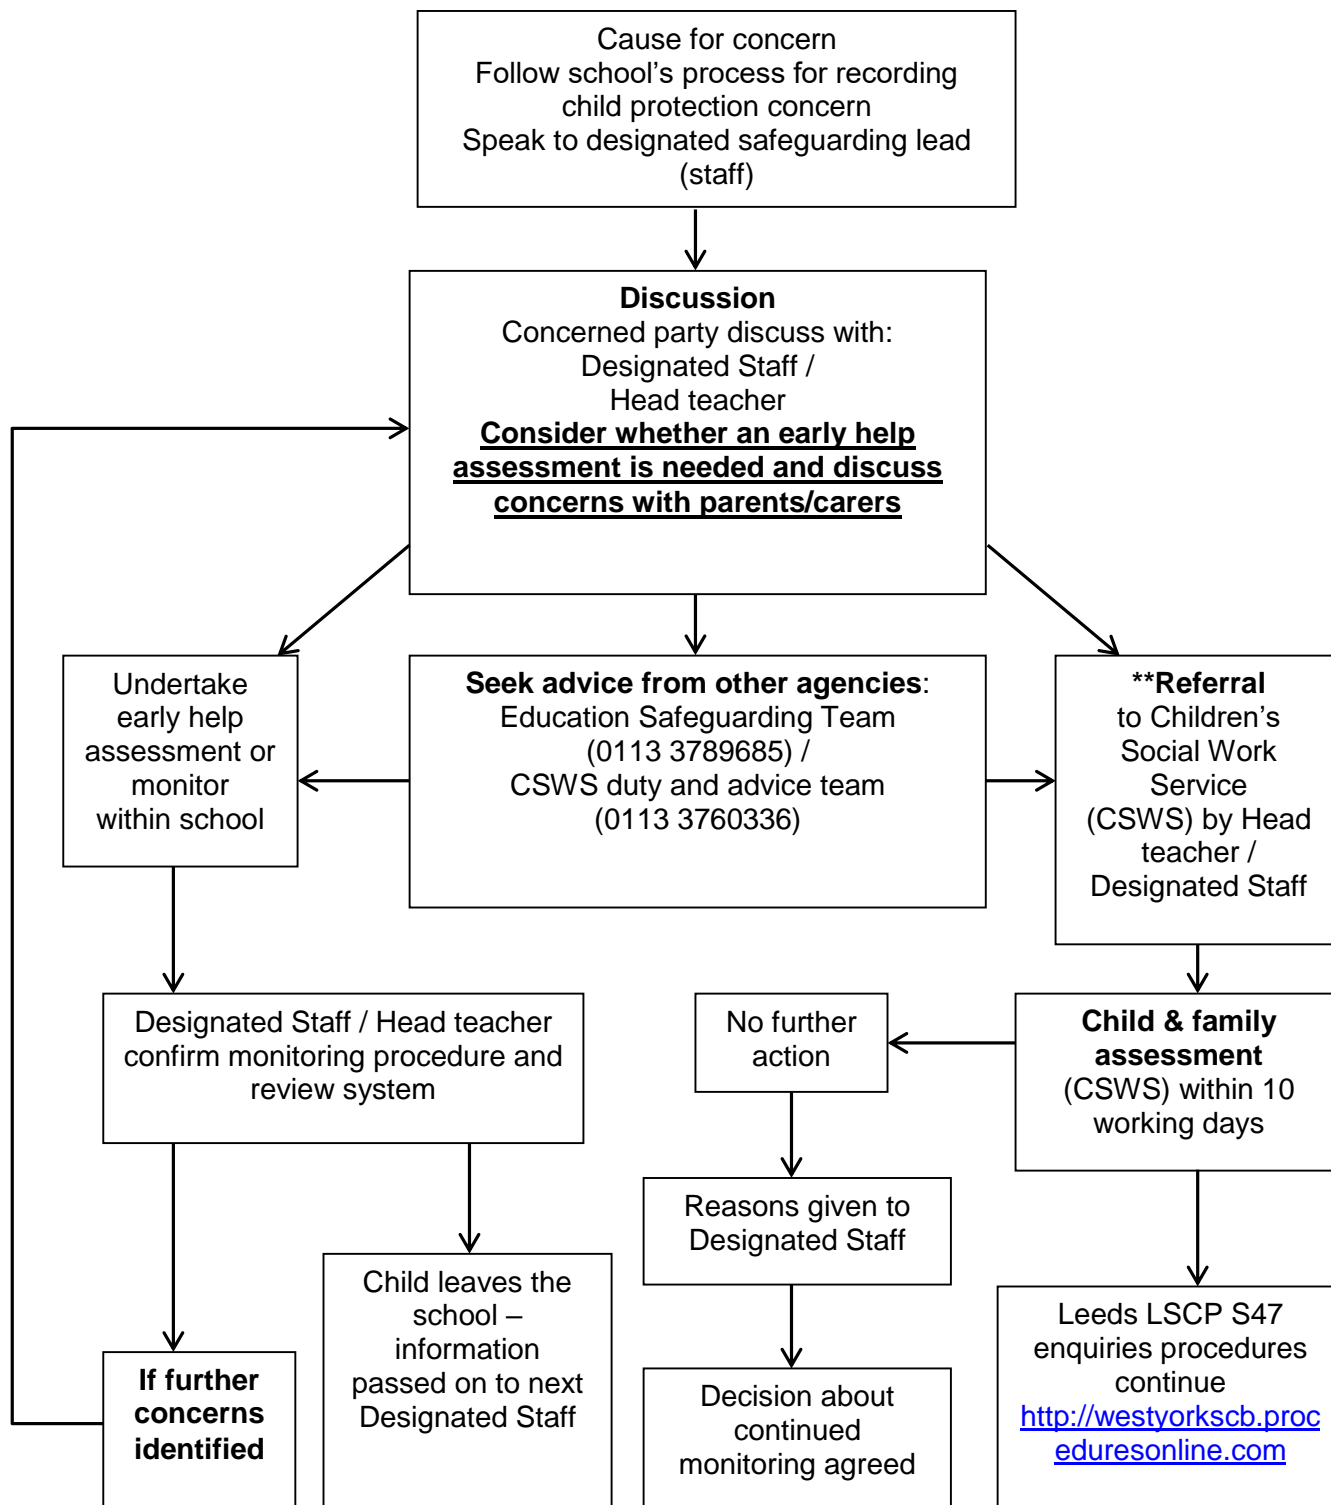 Cause for concern
Follow school’s process for recording
child protection concern
Speak to designated safeguarding lead
(staff)
Discussion
Concerned party discuss with:
Designated Staff /
Head teacher
Consider whether an early help
assessment is needed and discuss
concerns with parents/carers
Undertake
early help
assessment or
monitor
within school
Seek advice from other agencies:
Education Safeguarding Team
(0113 3789685) /
CSWS duty and advice team
(0113 3760336)
**Referral
to Children’s
Social Work
Service
(CSWS) by Head
teacher /
Designated Staff
Designated Staff / Head teacher
confirm monitoring procedure and
review system
No further
action
Child & family
assessment
(CSWS) within 10
working days
Reasons given to
Designated Staff
Child leaves the
school –
information
passed on to next
Designated Staff
If further
concerns
identified
Decision about
continued
monitoring agreed
Leeds LSCP S47
enquiries procedures
continue
http://westyorkscb.proc
eduresonline.com